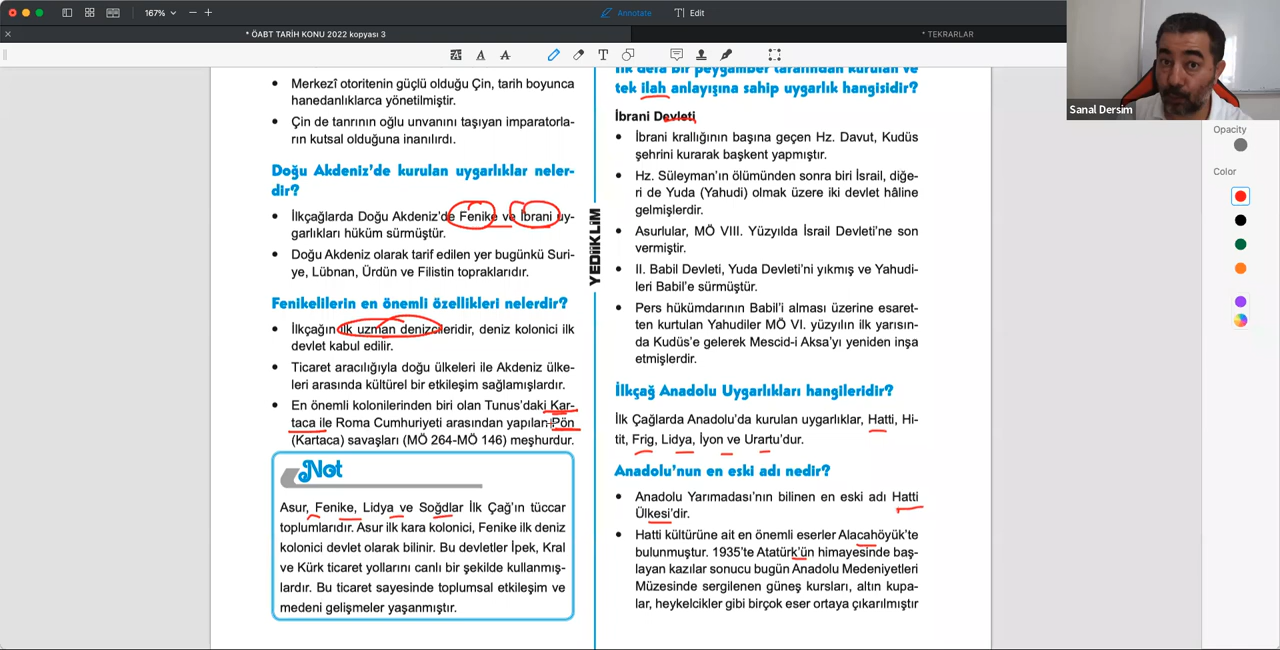 167%
Annotate
Edit
* ÖABT TARİH KONU 2022 kopyası 3
* TEKRARLAR
Sanal Dersim
Opacity
Color
Merkezî otoritenin güçlü olduğu Çin, tarih boyunca
hanedanlıklarca yönetilmiştir.
Çin de tanrının oğlu unvanını taşıyan imparatorla-
rın kutsal olduğuna inanılırdı.
Doğu Akdeniz’de kurulan uygarlıklar neler-
dir?
İlkçağlarda Doğu Akdeniz’de Fenike ve İbrani uy-
garlıkları hüküm sürmüştür.
Doğu Akdeniz olarak tarif edilen yer bugünkü Suri-
ye, Lübnan, Ürdün ve Filistin topraklarıdır.
Fenikelilerin en önemli özellikleri nelerdir?
İlkçağın ilk uzman denizcileridir, deniz kolonici ilk
devlet kabul edilir.
Ticaret aracılığıyla doğu ülkeleri ile Akdeniz ülke-
leri arasında kültürel bir etkileşim sağlamışlardır.
En önemli kolonilerinden biri olan Tunus’daki Kar-
taca ile Roma Cumhuriyeti arasından yapılan Pön
(Kartaca) savaşları (MÖ 264-MÖ 146) meşhurdur.
Not
Asur, Fenike, Lidya ve Soğdlar İlk Çağ’ın tüccar
toplumlarıdır. Asur ilk kara kolonici, Fenike ilk deniz
kolonici devlet olarak bilinir. Bu devletler İpek, Kral
ve Kürk ticaret yollarını canlı bir şekilde kullanmış-
lardır. Bu ticaret sayesinde toplumsal etkileşim ve
medeni gelişmeler yaşanmıştır.
YEDİİKLİM
İlk defa bir peygamber tarafından kurulan ve
tek ilah anlayışına sahip uygarlık hangisidir?
İbrani Devleti
İbrani krallığının başına geçen Hz. Davut, Kudüs
şehrini kurarak başkent yapmıştır.
Hz. Süleyman’ın ölümünden sonra biri İsrail, diğe-
ri de Yuda (Yahudi) olmak üzere iki devlet hâline
gelmişlerdir.
Asurlular, MÖ VIII. Yüzyılda İsrail Devleti’ne son
vermiştir.
II. Babil Devleti, Yuda Devleti’ni yıkmış ve Yahudi-
leri Babil’e sürmüştür.
Pers hükümdarının Babil’i alması üzerine esaret-
ten kurtulan Yahudiler MÖ VI. yüzyılın ilk yarısın-
da Kudüs’e gelerek Mescid-i Aksa’yı yeniden inşa
etmişlerdir.
İlkçağ Anadolu Uygarlıkları hangileridir?
İlk Çağlarda Anadolu’da kurulan uygarlıklar, Hatti, Hi-
tit, Frig, Lidya, İyon ve Urartu’dur.
Anadolu’nun en eski adı nedir?
Anadolu Yarımadası’nın bilinen en eski adı Hatti
Ülkesi’dir.
Hatti kültürüne ait en önemli eserler Alacahöyük’te
bulunmuştur. 1935’te Atatürk’ün himayesinde baş-
layan kazılar sonucu bugün Anadolu Medeniyetleri
Müzesinde sergilenen güneş kursları, altın kupa-
lar, heykelcikler gibi birçok eser ortaya çıkarılmıştır